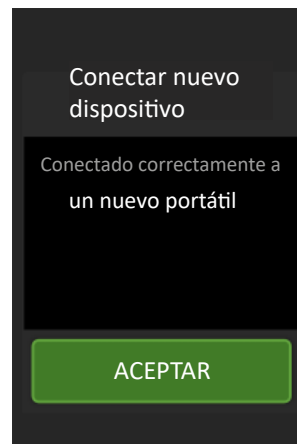 Conectar nuevo
dispositivo
Conectado correctamente a
un nuevo portátil
ACEPTAR